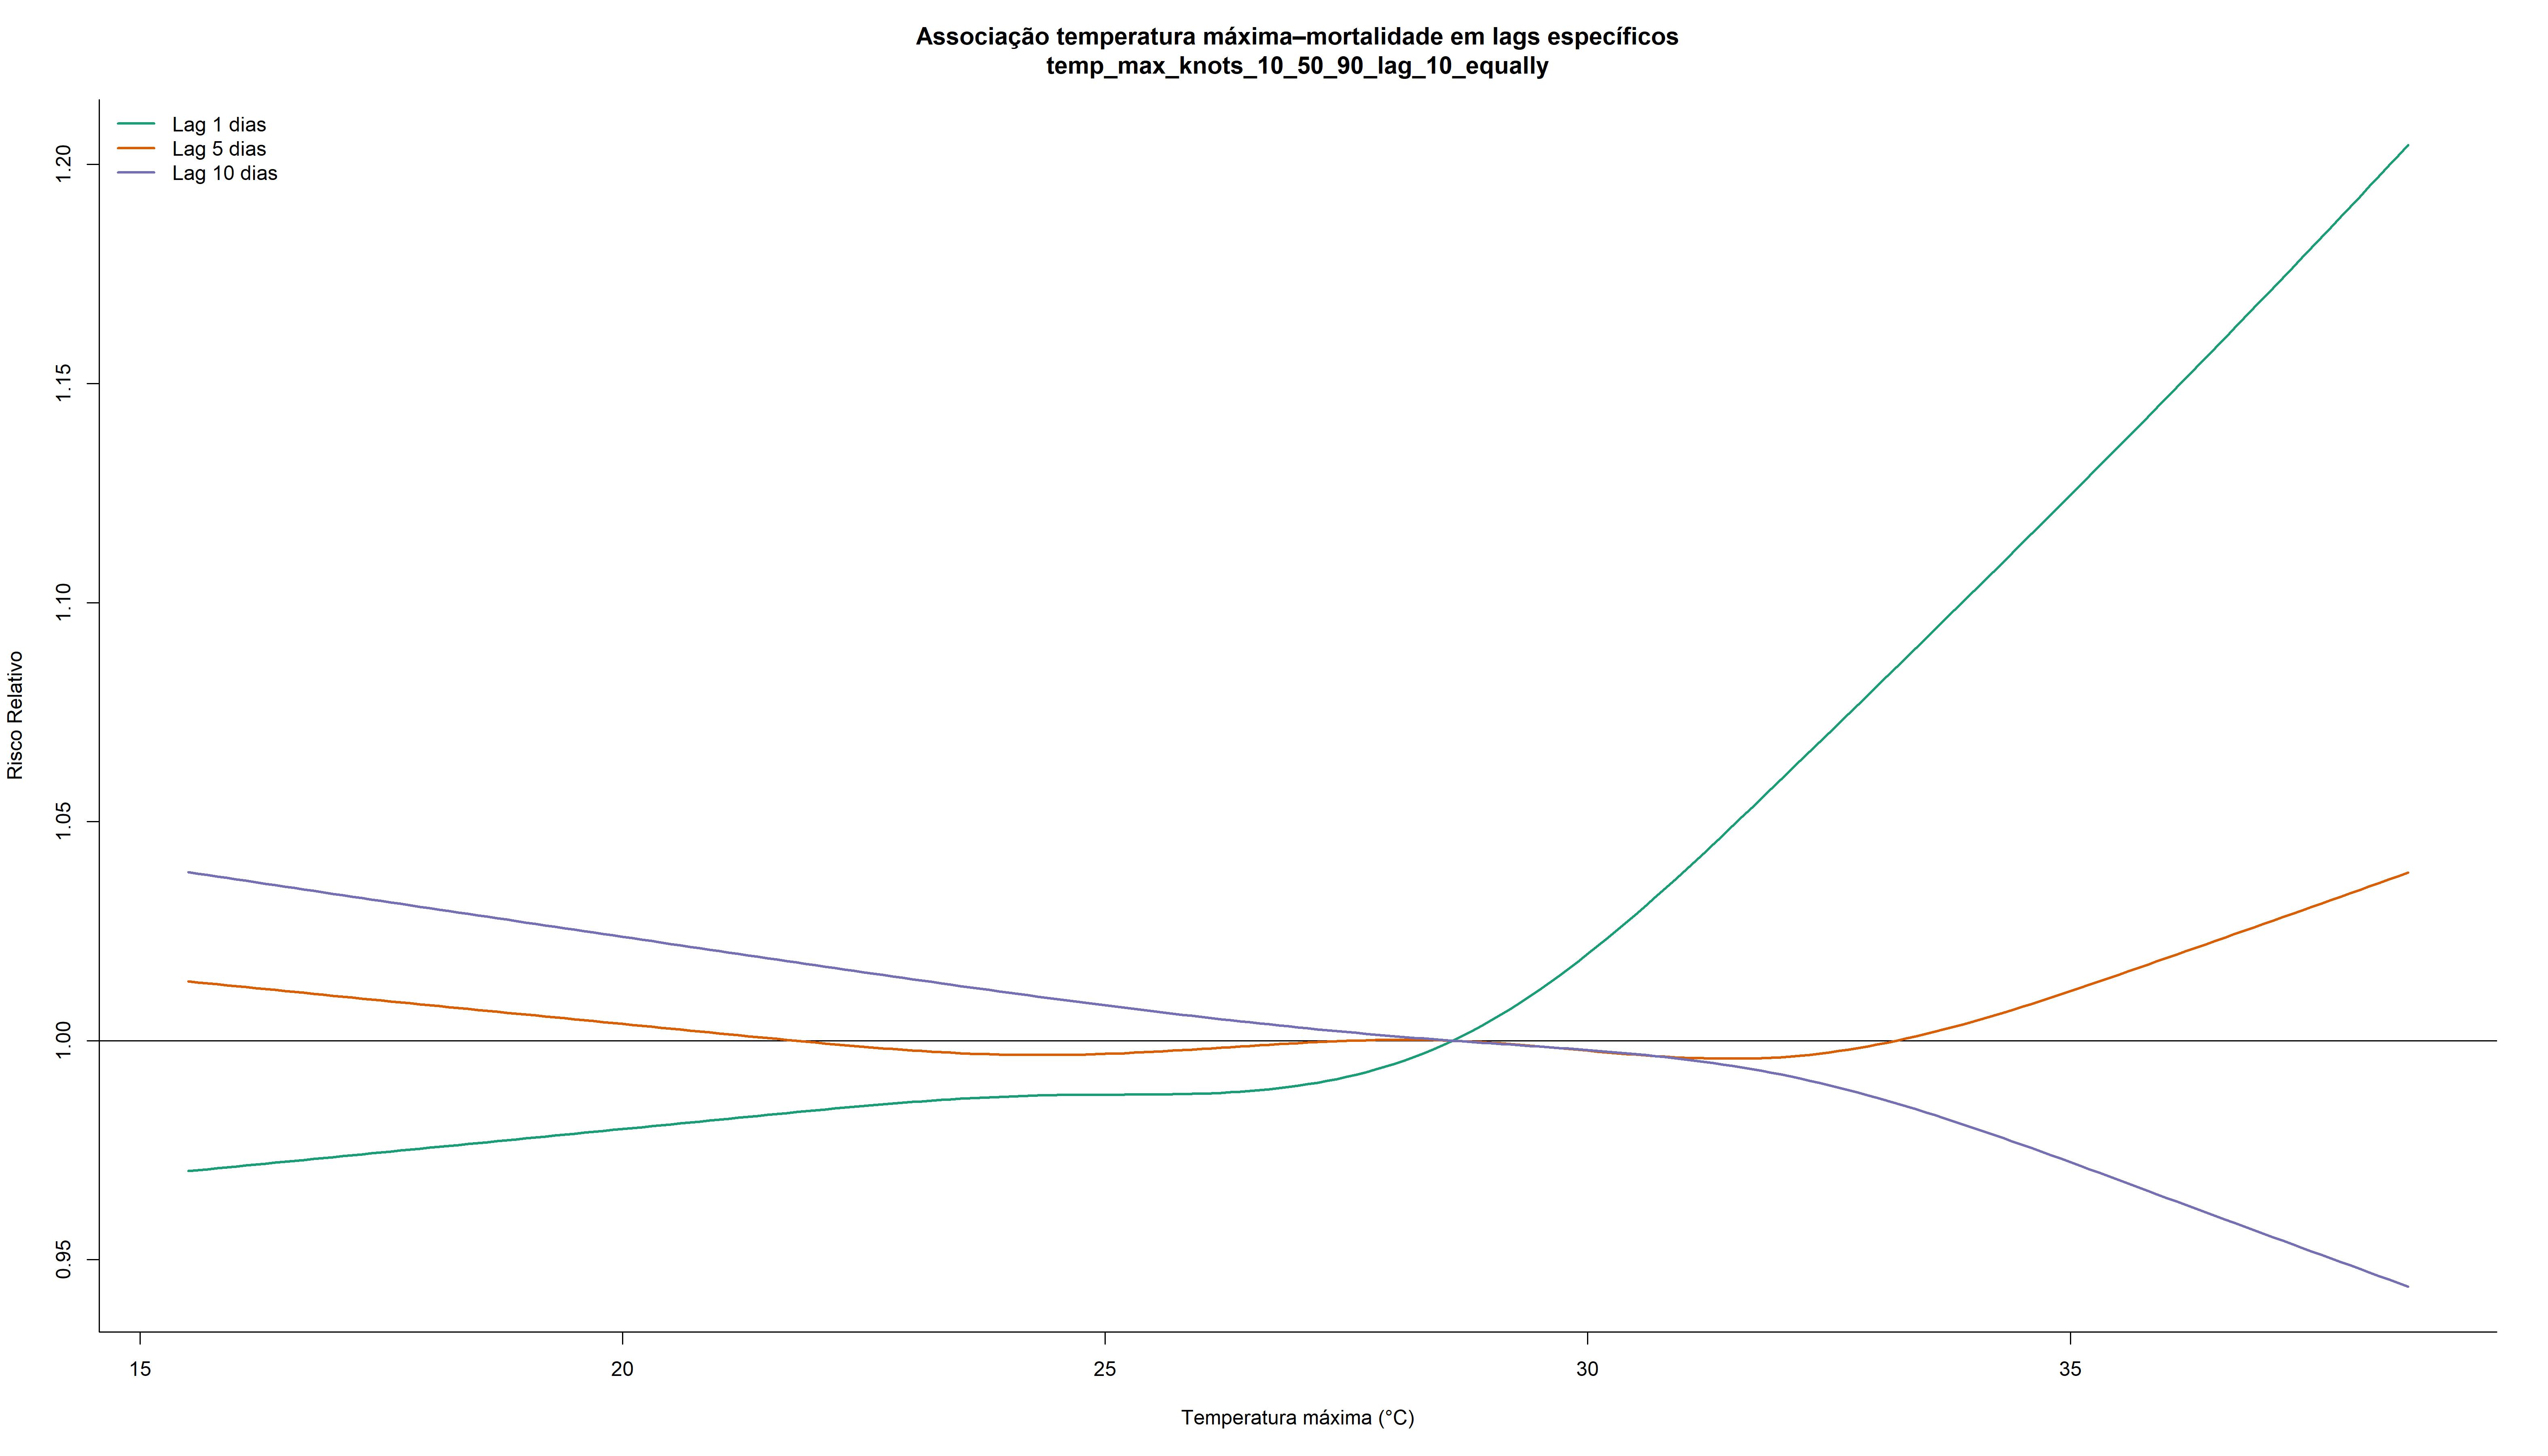 Associação temperatura máxima–mortalidade em lags específicos
temp_max_knots_10_50_90_lag_10_equally
Lag 1 dias
Lag 5 dias
Lag 10 dias
1.20
1.15
1.10
1.05
1.00
0.95
Risco Relativo
15 20 25 30 35
Temperatura máxima (°C)